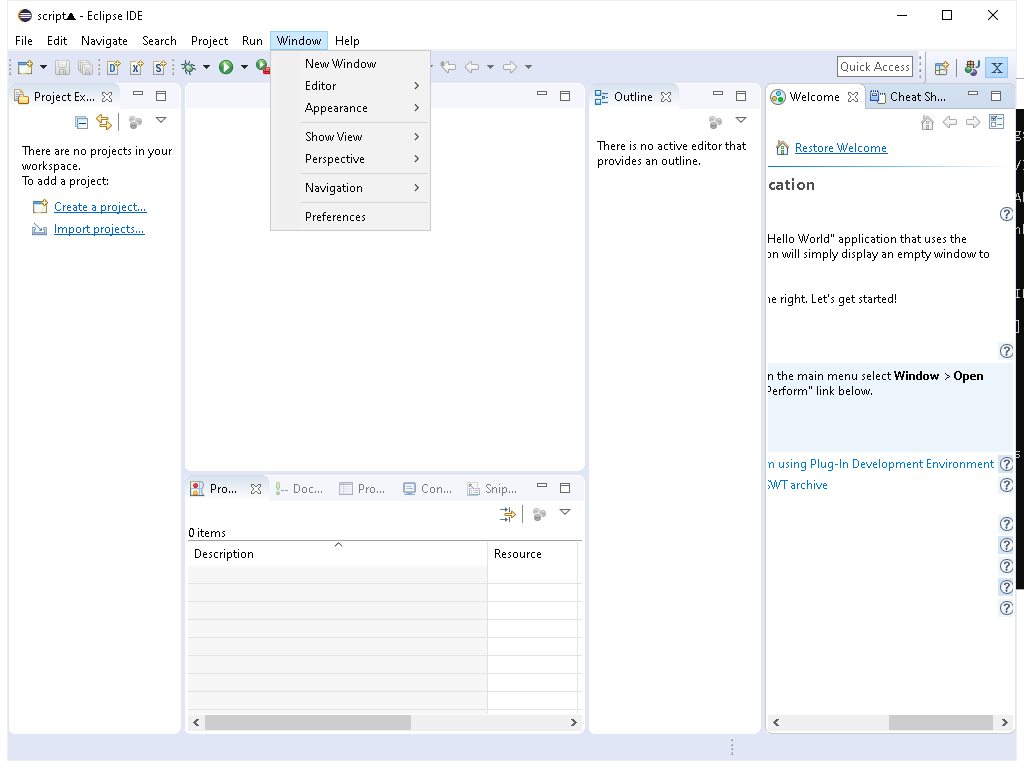 script▲ - Eclipse IDE
File Edit Navigate Search Project Run Window Help
Quick Access
New Window
Editor
Appearance
Show View
Perspective
Navigation
Preferences
Project Ex...
There are no projects in your
workspace.
To add a project:
Create a project...
Import projects...
Outline
There is no active editor that
provides an outline.
Welcome
Cheat Sh...
Restore Welcome
cation
"Hello World" application that uses the
on will simply display an empty window to
he right. Let's get started!
n the main menu select Window > Open
"Perform" link below.
n using Plug-In Development Environment
SWT archive
Pro... Doc... Pro... Con... Snip...
0 items
Description Resource